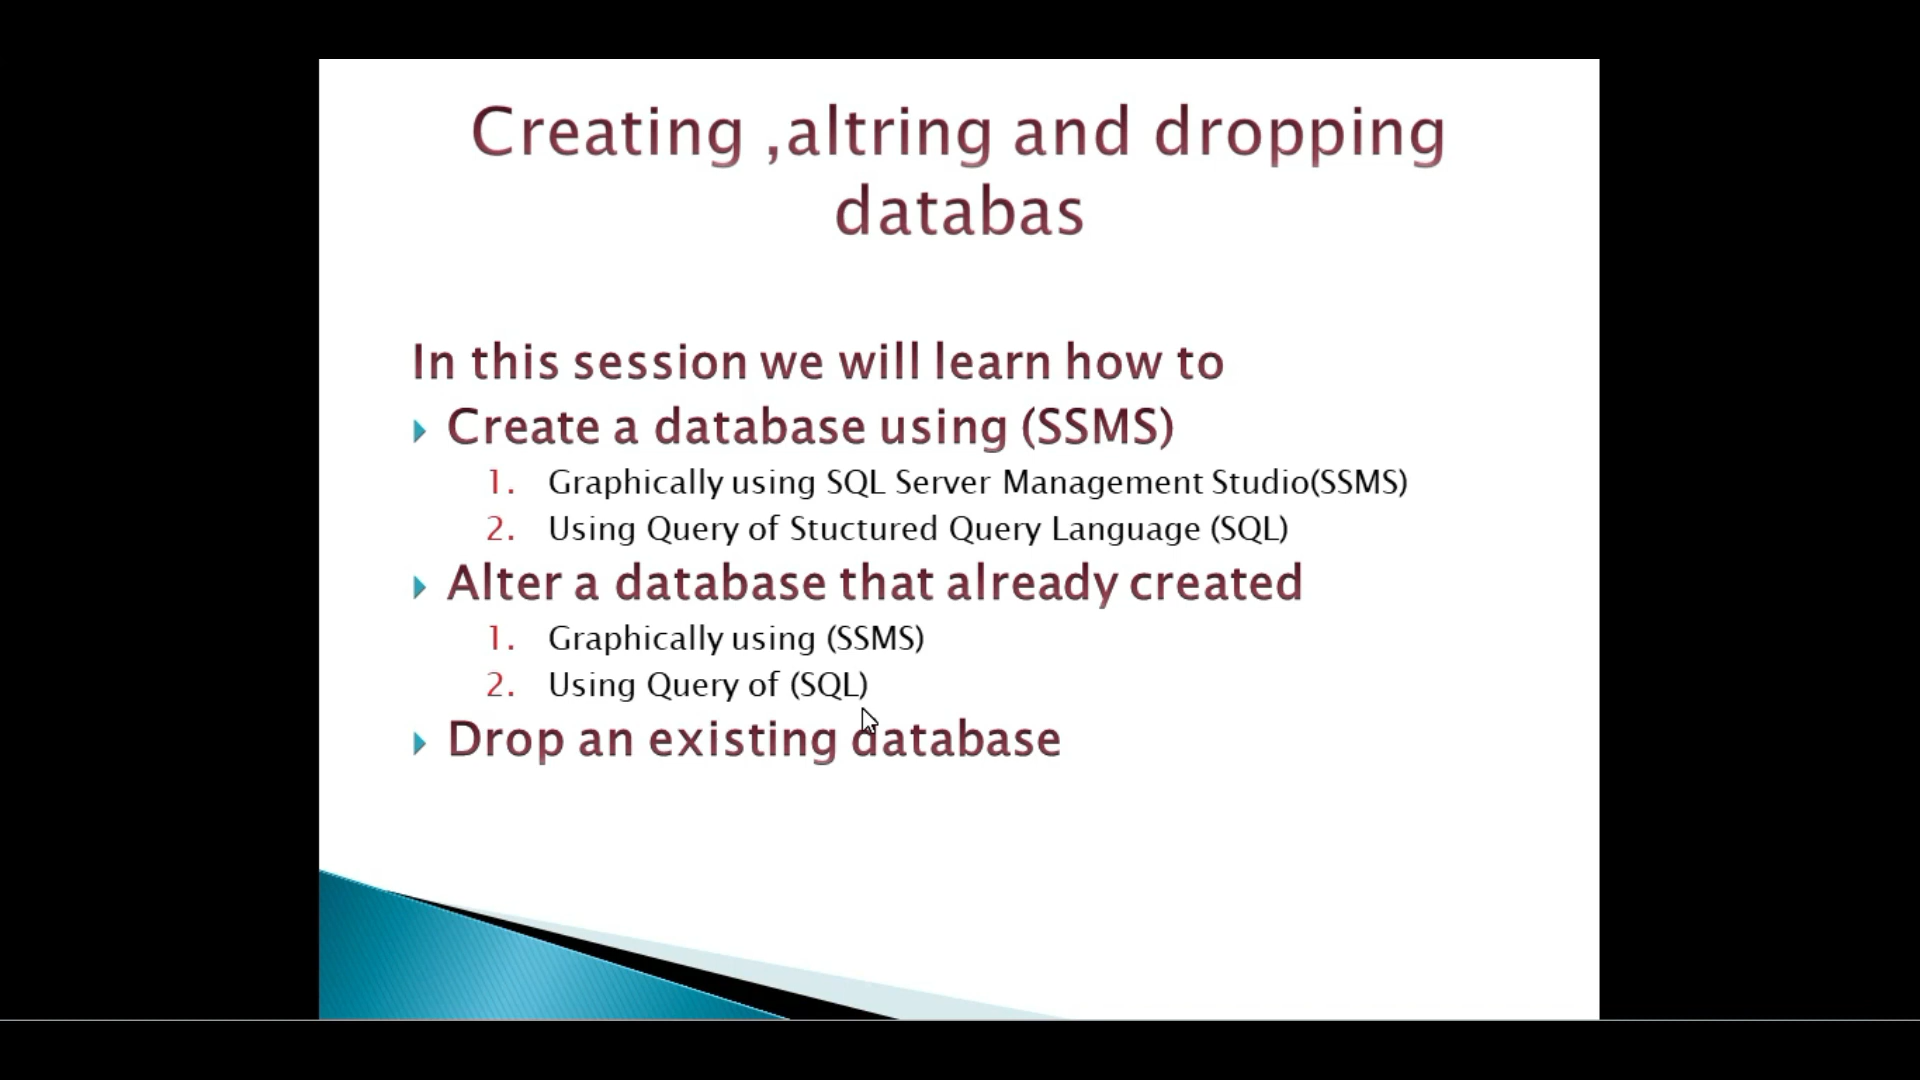 Creating ,altring and dropping
databas
In this session we will learn how to
Create a database using (SSMS)
1. Graphically using SQL Server Management Studio(SSMS)
2. Using Query of Stuctured Query Language (SQL)
Alter a database that already created
1. Graphically using (SSMS)
2. Using Query of (SQL)
Drop an existing database